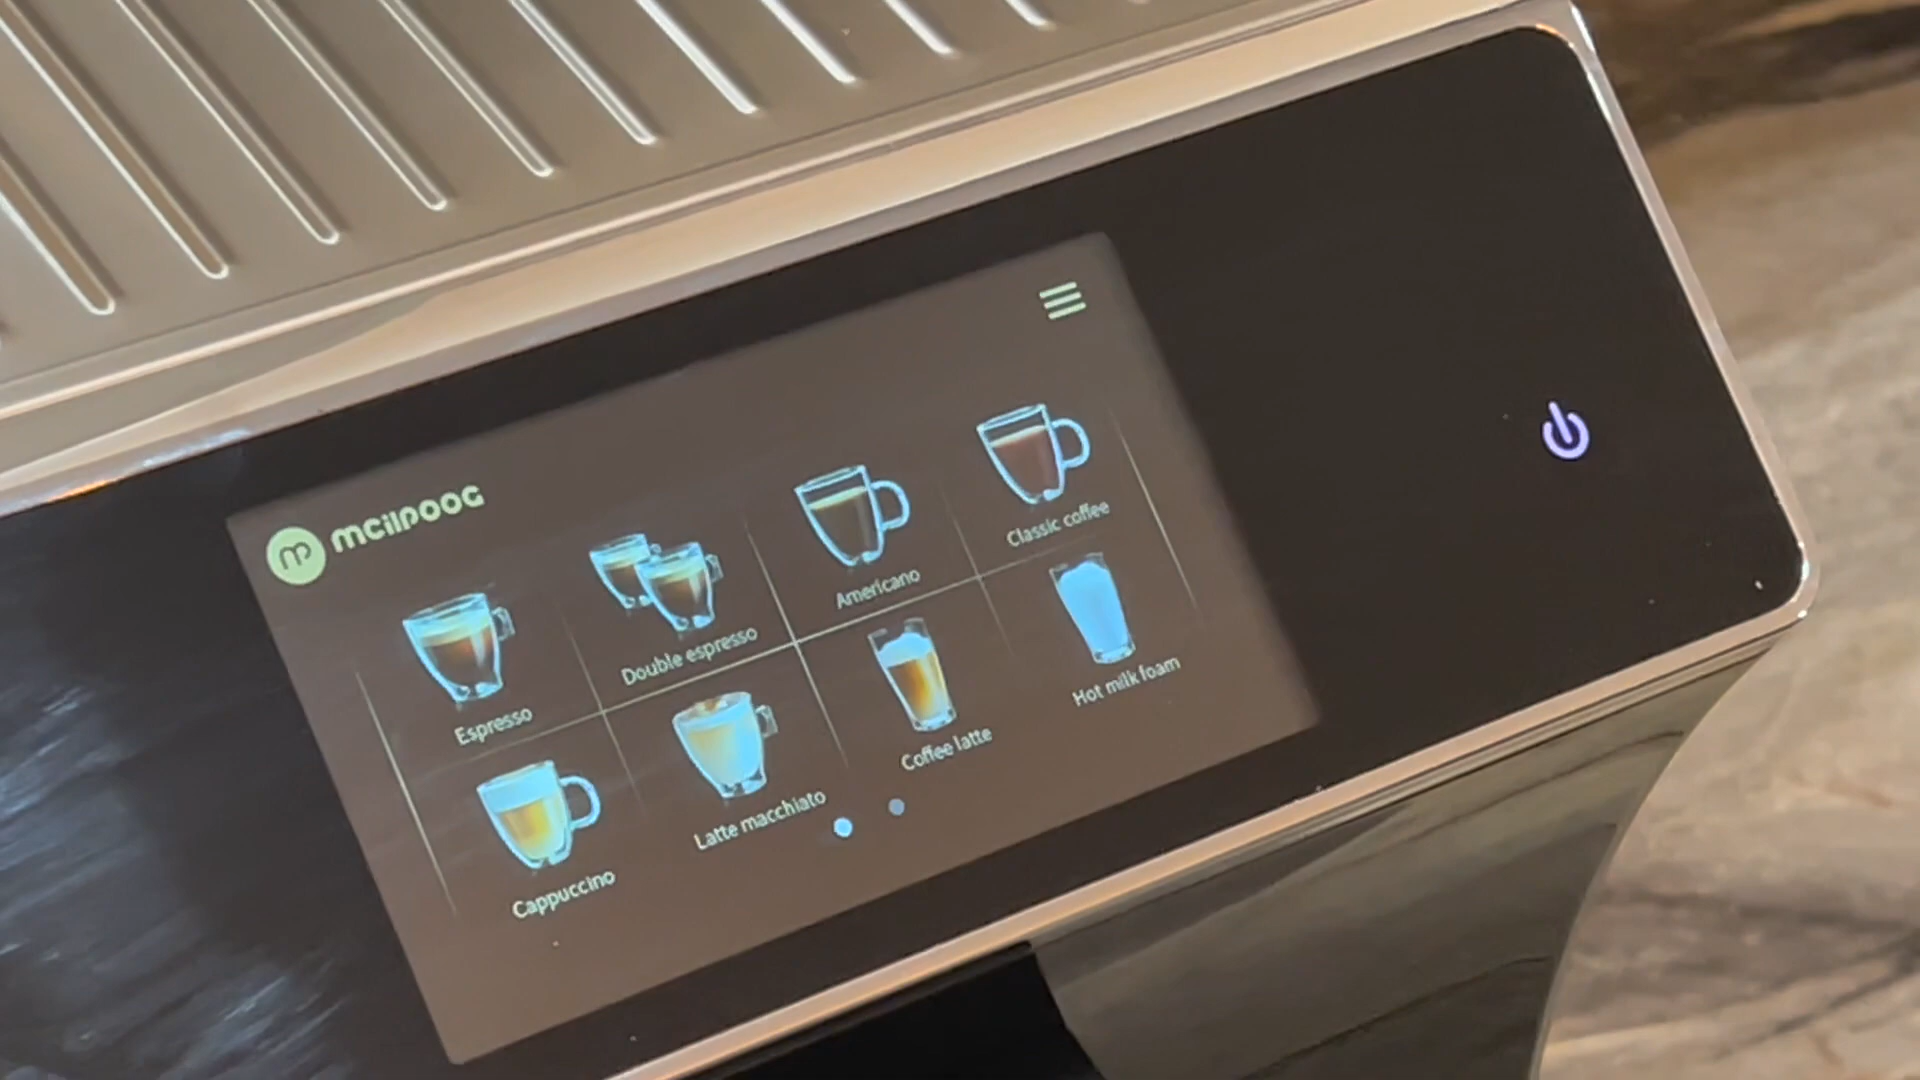 mcilpoog
Espresso
Double espresso
Americano
Classic coffee
Cappuccino
Latte macchiato
Coffee latte
Hot milk foam